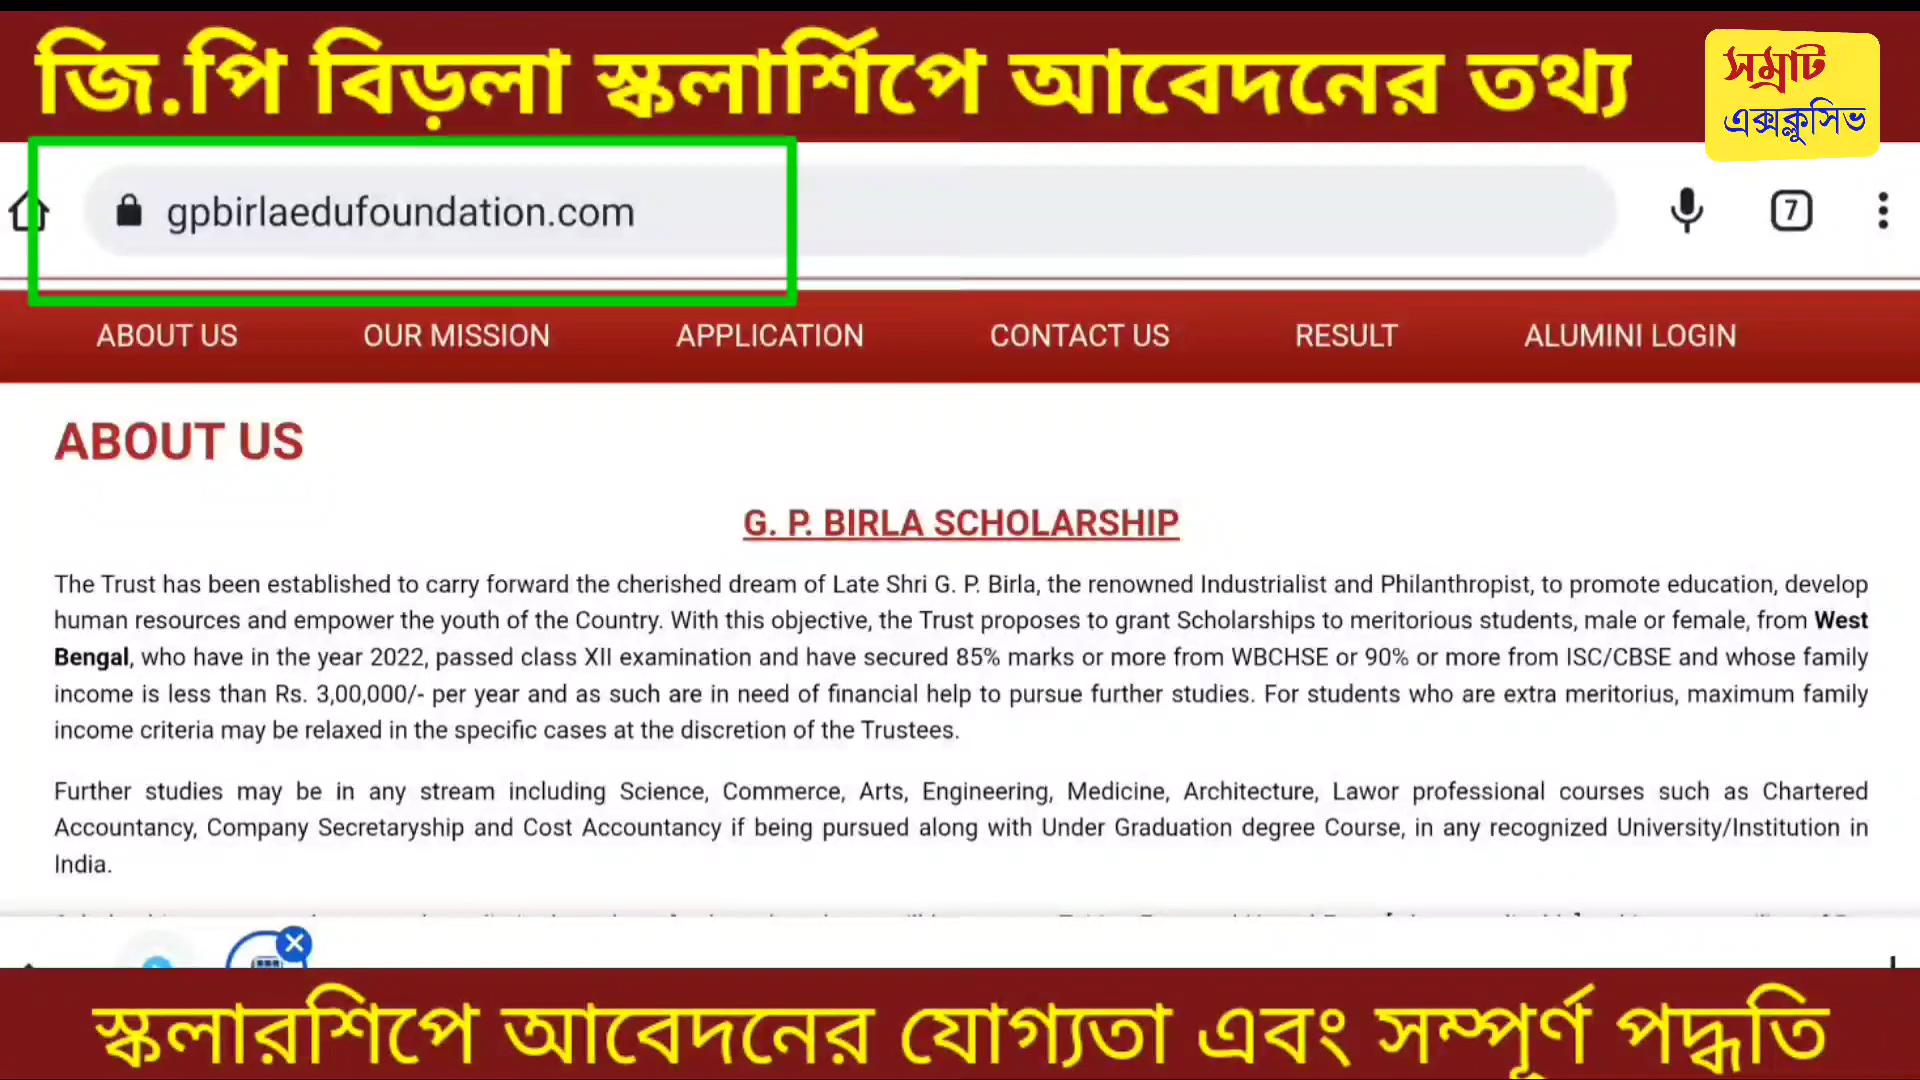 জি.পি বিড়লা স্কলার্শিপে আবেদনের তথ্য
সম্রাট
এক্সক্লুসিভ
gpbirlaedufoundation.com
7
ABOUT US OUR MISSION APPLICATION CONTACT US RESULT ALUMINI LOGIN
ABOUT US
G. P. BIRLA SCHOLARSHIP
The Trust has been established to carry forward the cherished dream of Late Shri G. P. Birla, the renowned Industrialist and Philanthropist, to promote education, develop
human resources and empower the youth of the Country. With this objective, the Trust proposes to grant Scholarships to meritorious students, male or female, from West
Bengal, who have in the year 2022, passed class XII examination and have secured 85% marks or more from WBCHSE or 90% or more from ISC/CBSE and whose family
income is less than Rs. 3,00,000/- per year and as such are in need of financial help to pursue further studies. For students who are extra meritorius, maximum family
income criteria may be relaxed in the specific cases at the discretion of the Trustees.
Further studies may be in any stream including Science, Commerce, Arts, Engineering, Medicine, Architecture, Lawor professional courses such as Chartered
Accountancy, Company Secretaryship and Cost Accountancy if being pursued along with Under Graduation degree Course, in any recognized University/Institution in
India.
স্কলারশিপে আবেদনের যোগ্যতা এবং সম্পূর্ণ পদ্ধতি